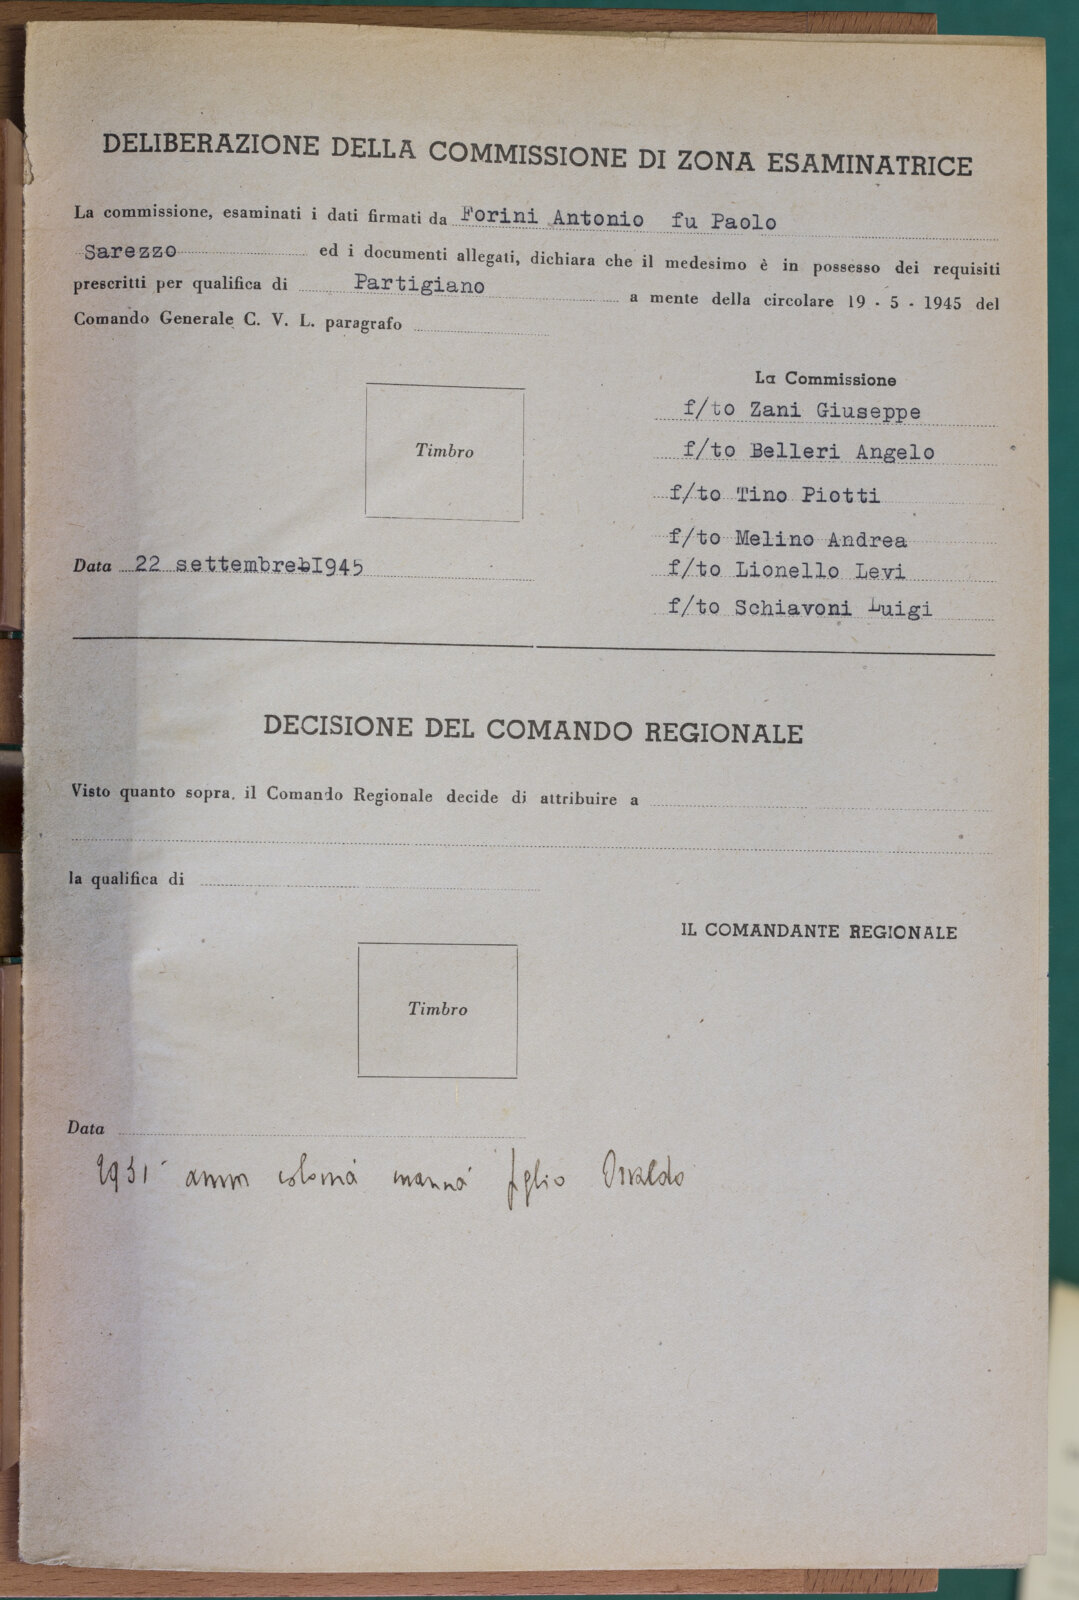 DELIBERAZIONE DELLA COMMISSIONE DI ZONA ESAMINATRICE
La commissione, esaminati i dati firmati da Forini Antonio fu Paolo
Sarezzo ed i documenti allegati, dichiara che il medesimo è in possesso dei requisiti
prescritti per qualifica di Partigiano a mente della circolare 19 - 5 - 1945 del
Comando Generale C. V. L. paragrafo
La Commissione
f/to Zani Giuseppe
Timbro
f/to Belleri Angelo
f/to Tino Piotti
f/to Melino Andrea
Data 22 settembre 1945
f/to Lionello Levi
f/to Schiavoni Luigi
DECISIONE DEL COMANDO REGIONALE
Visto quanto sopra, il Comando Regionale decide di attribuire a
la qualifica di
IL COMANDANTE REGIONALE
Timbro
Data
1931 colonia figlio Osvaldo